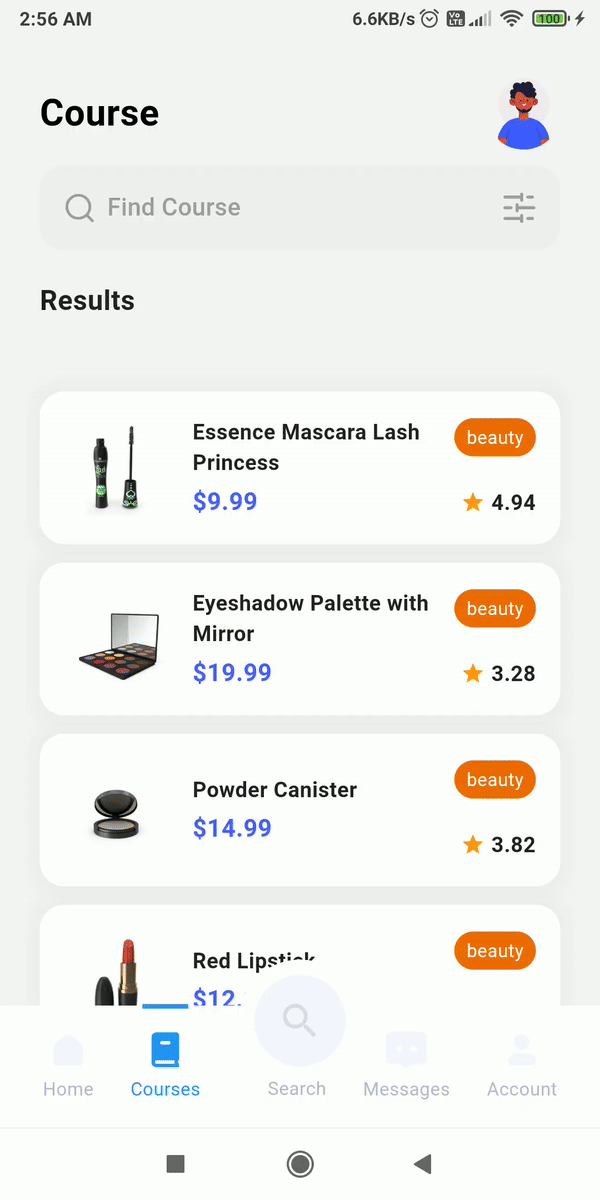 2:56 AM
6.6KB/s
Vo LTE
100
Course
Find Course
Results
Essence Mascara Lash
Princess
beauty
$9.99
4.94
Eyeshadow Palette with
Mirror
beauty
$19.99
3.28
Powder Canister
beauty
$14.99
3.82
Red Lipstick
beauty
$12.
Home
Courses
Search
Messages
Account